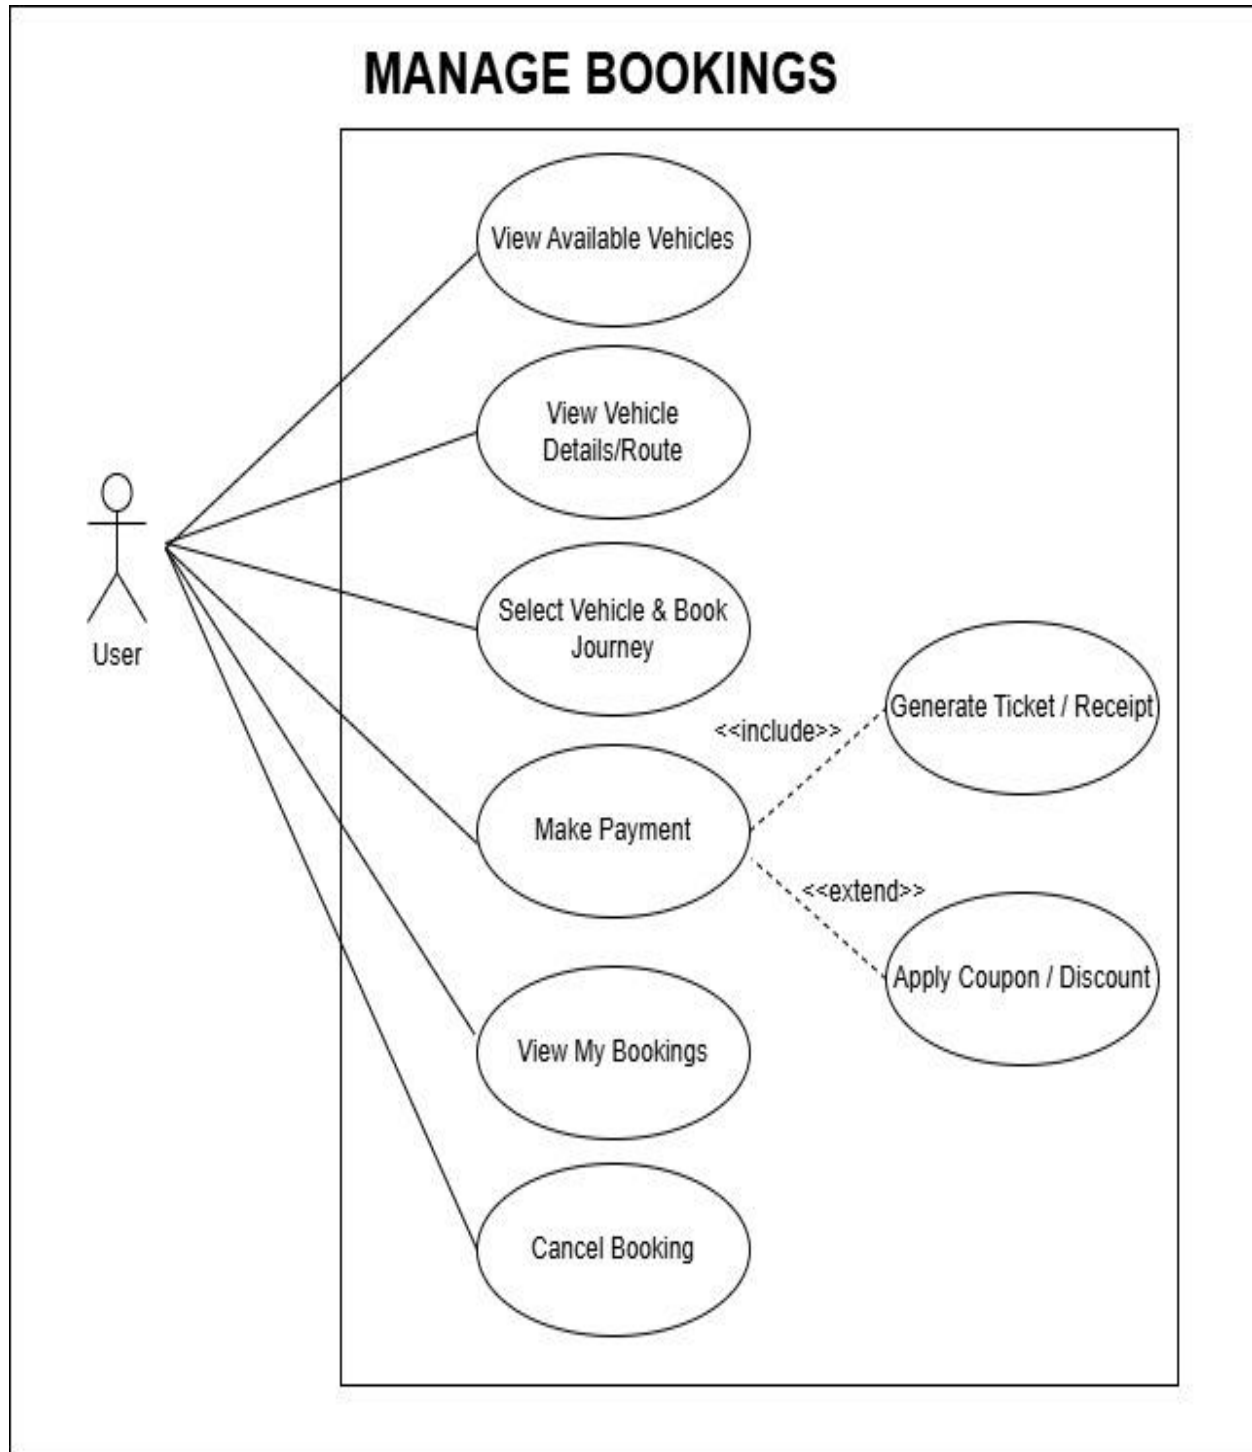 MANAGE BOOKINGS
View Available Vehicles
View Vehicle
Details/Route
Select Vehicle & Book
Journey
User
Generate Ticket / Receipt
<<include>>
Make Payment
<<extend>>
Apply Coupon / Discount
View My Bookings
Cancel Booking